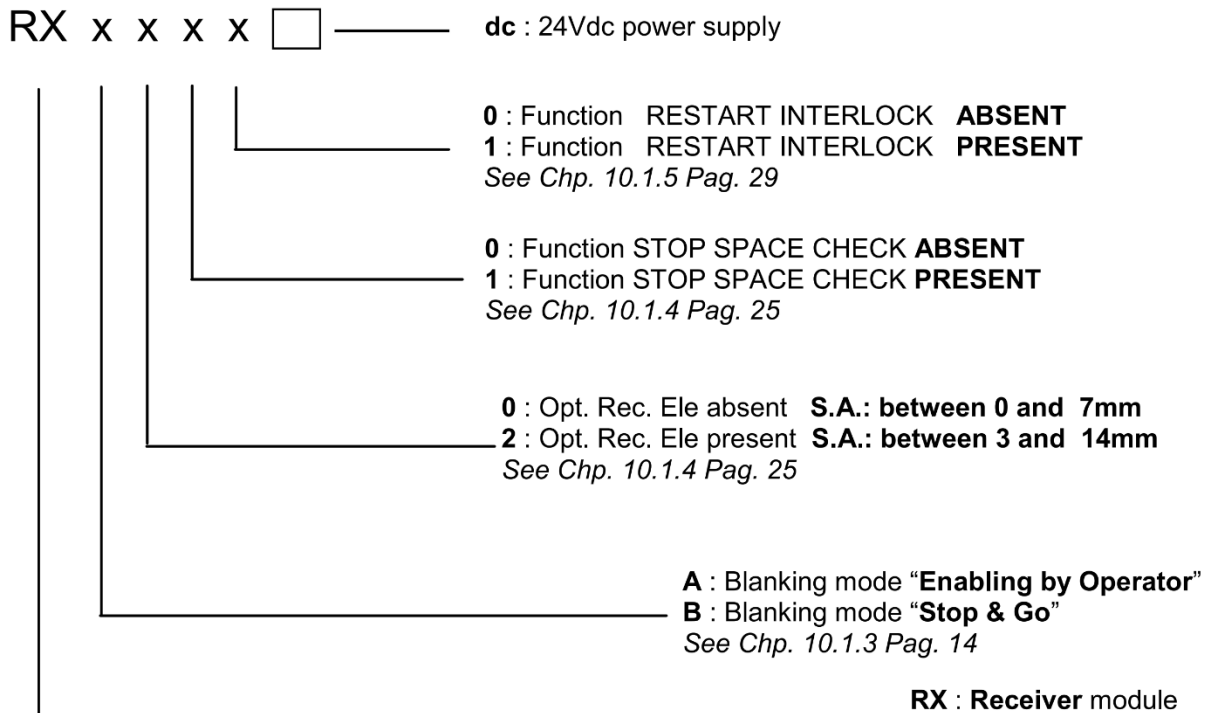 RX x x x x
dc : 24Vdc power supply
0 : Function RESTART INTERLOCK ABSENT
1 : Function RESTART INTERLOCK PRESENT
See Chp. 10.1.5 Pag. 29
0 : Function STOP SPACE CHECK ABSENT
1 : Function STOP SPACE CHECK PRESENT
See Chp. 10.1.4 Pag. 25
0 : Opt. Rec. Ele absent S.A.: between 0 and 7mm
2 : Opt. Rec. Ele present S.A.: between 3 and 14mm
See Chp. 10.1.4 Pag. 25
A : Blanking mode “Enabling by Operator”
B : Blanking mode “Stop & Go”
See Chp. 10.1.3 Pag. 14
RX : Receiver module